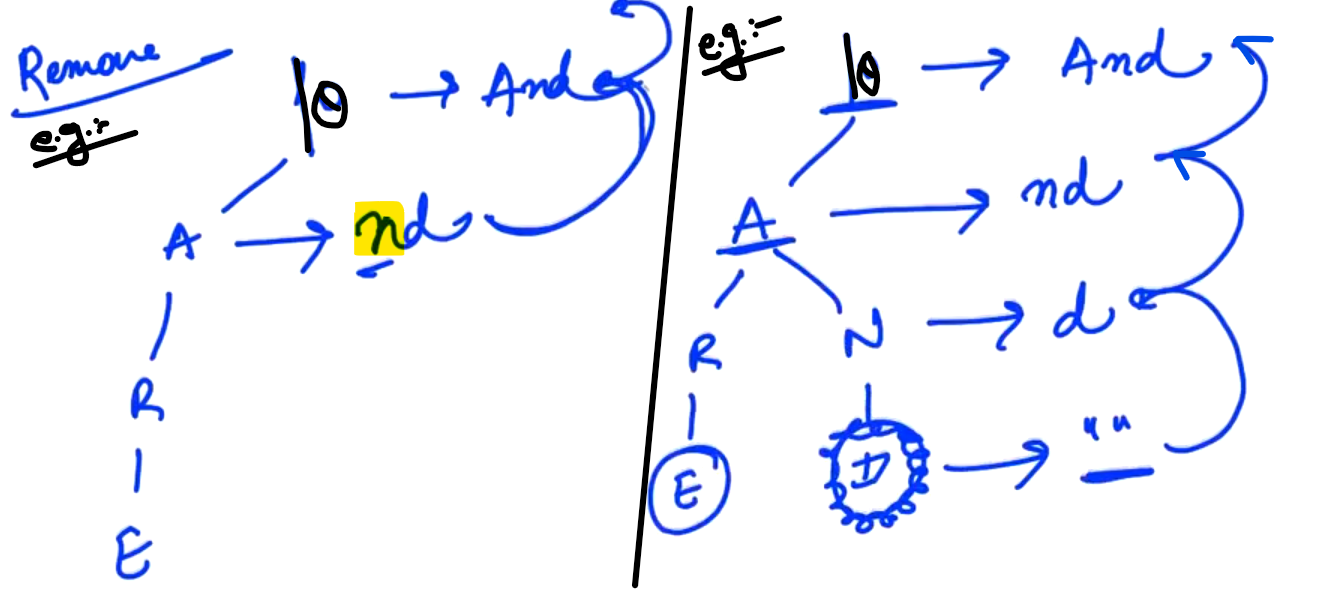 Remove
e.g.:
\0 → And
A → nd
R
E
e.g.:-
\0 → And
A → nd
R N → d
E D → ""